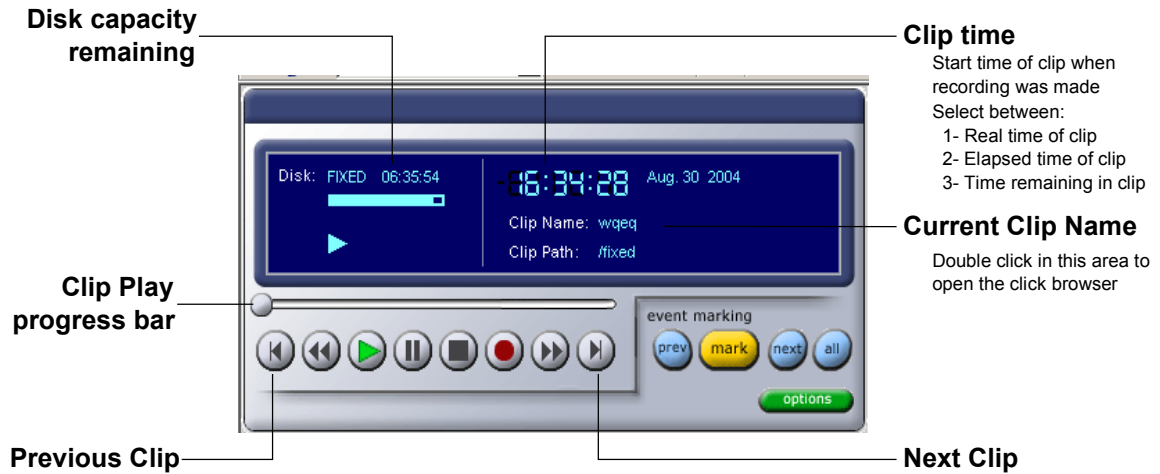 Disk capacity
remaining
Clip time
Start time of clip when
recording was made
Select between:
1- Real time of clip
2- Elapsed time of clip
3- Time remaining in clip
Disk: FIXED 06:35:54
16:34:28 Aug. 30 2004
Clip Name: wqeq
Clip Path: /fixed
Current Clip Name
Double click in this area to
open the click browser
Clip Play
progress bar
event marking
prev mark next all
options
Previous Clip
Next Clip